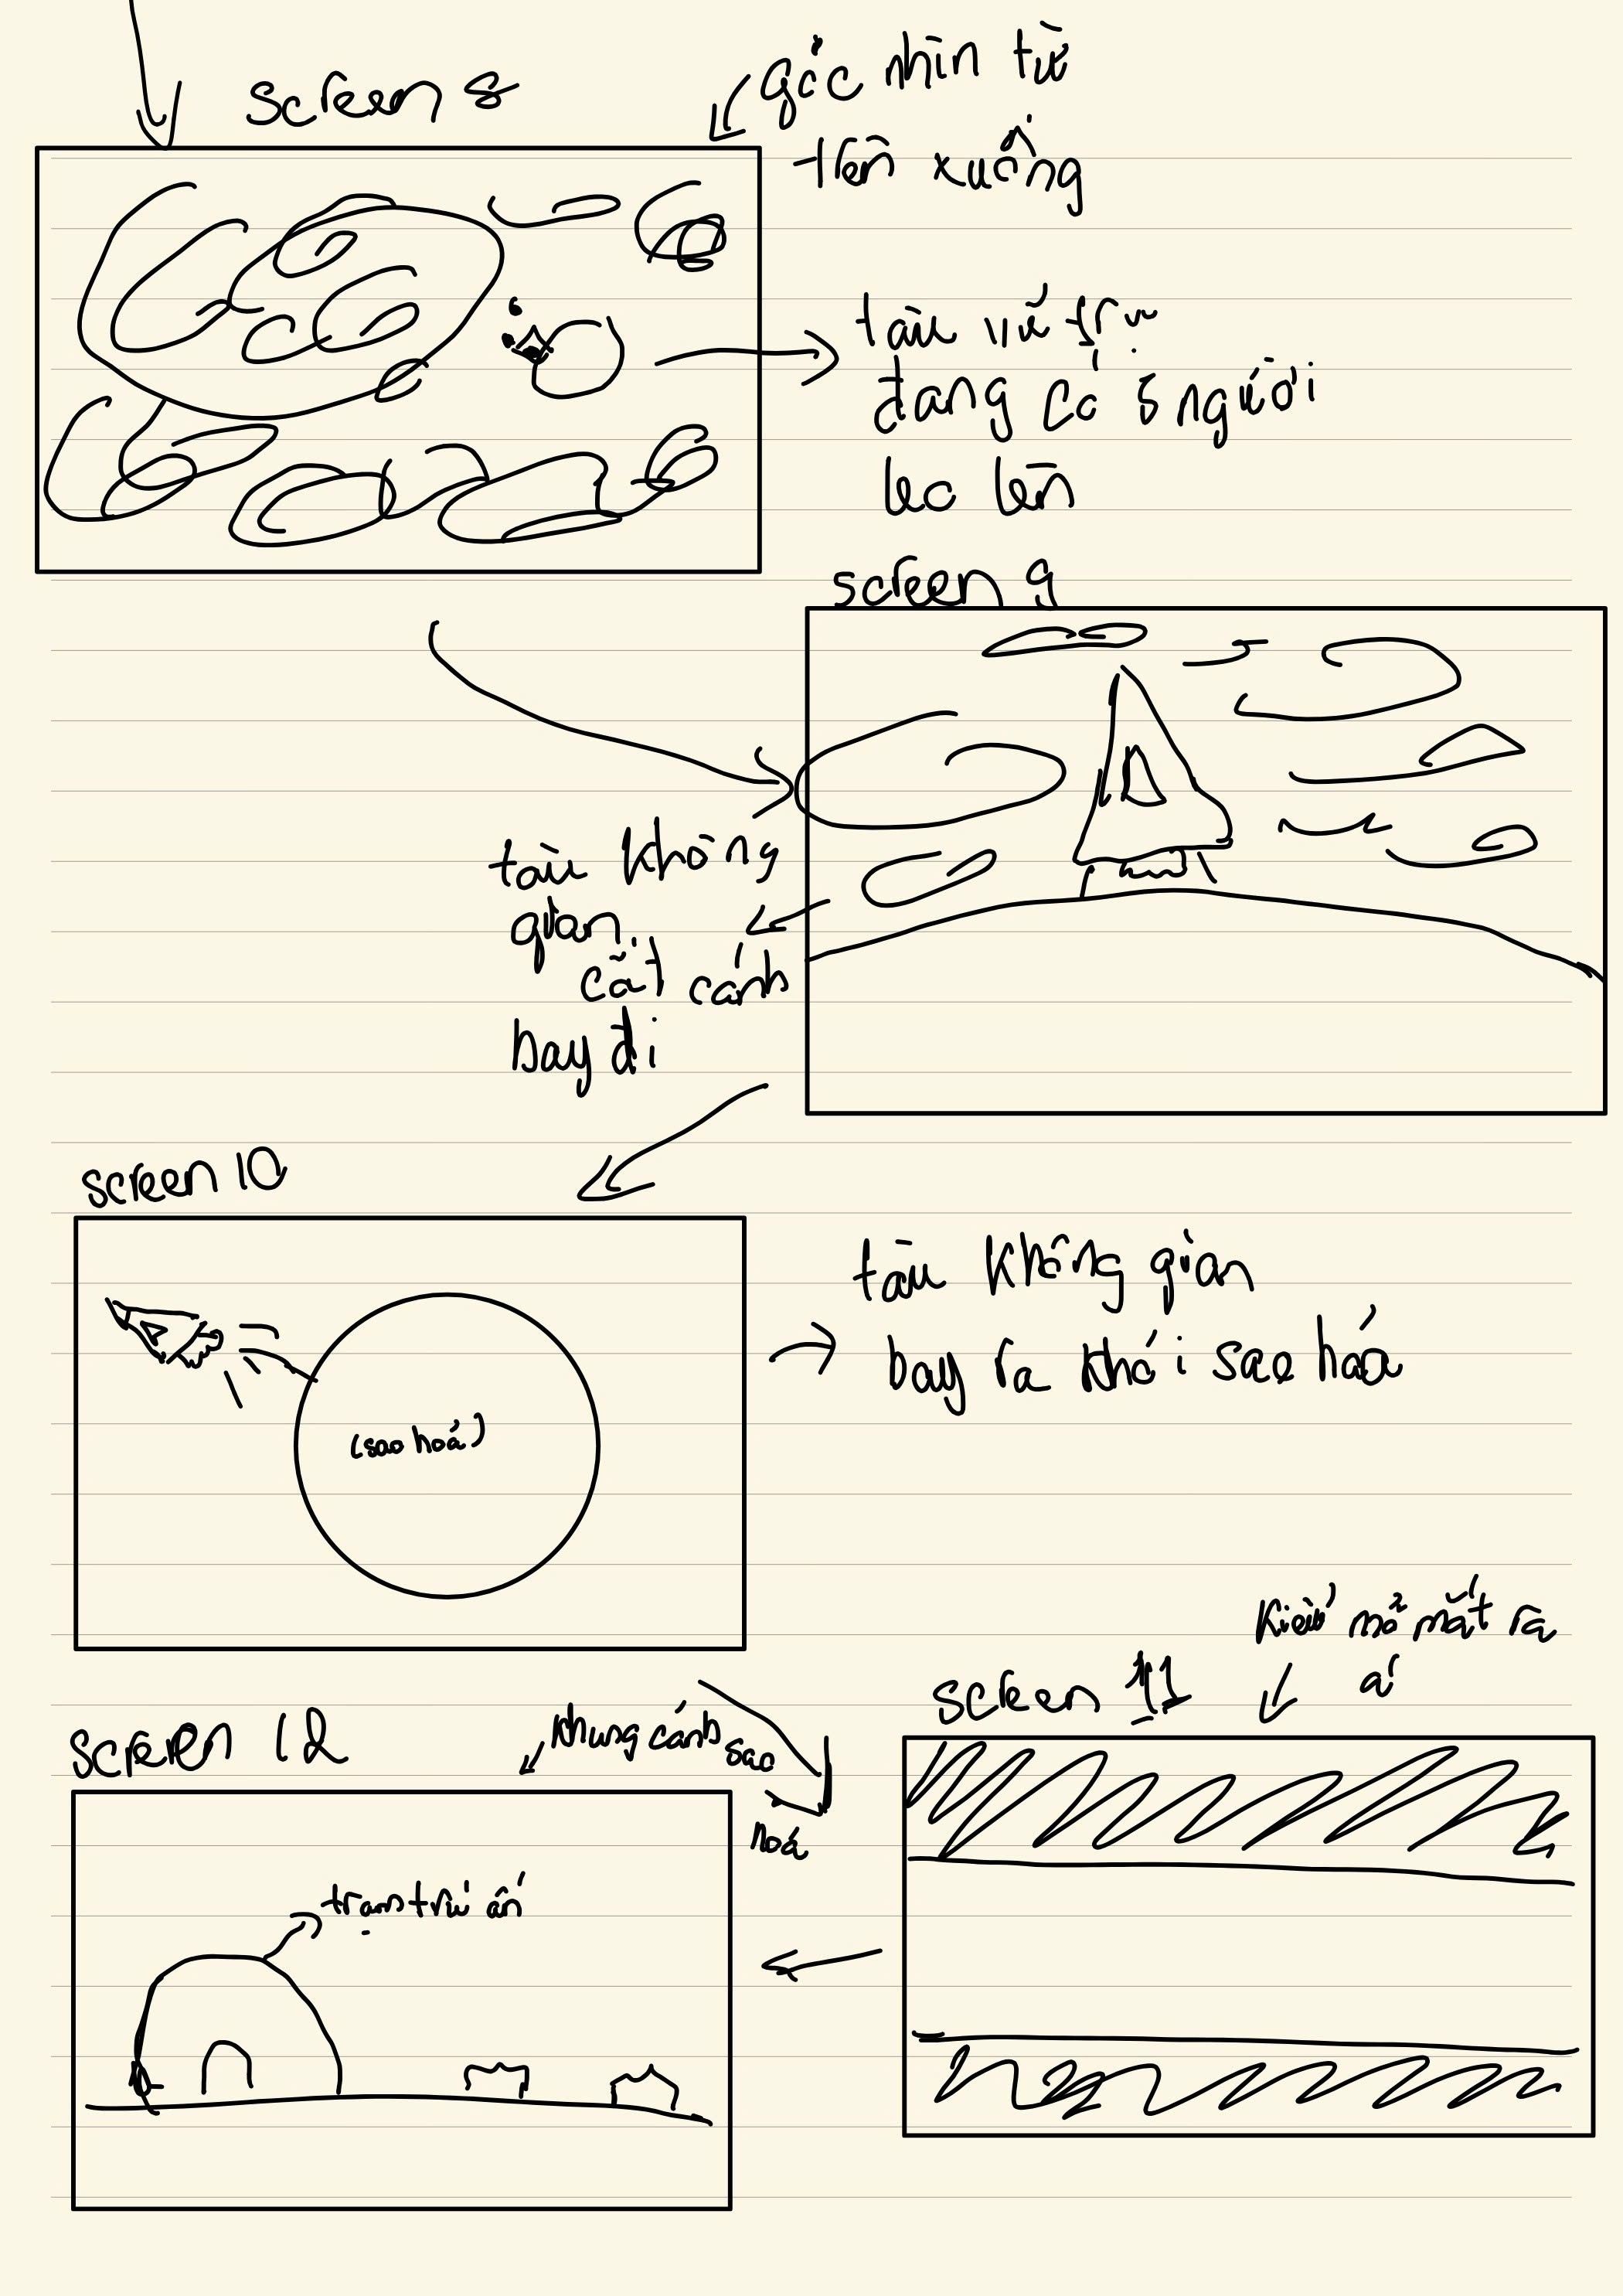 screen 8
góc nhìn từ
trên xuống
tàu vũ trụ
đang có 5 người
leo lên
screen 9
tàu không
gian
cất cánh
bay đi
screen 10
tàu không gian
bay ra khỏi sao hoả
(sao hoả)
kiểu mở mắt ra
á
screen 11
screen 12
khung cảnh sao
hoả
trạm trú ẩn